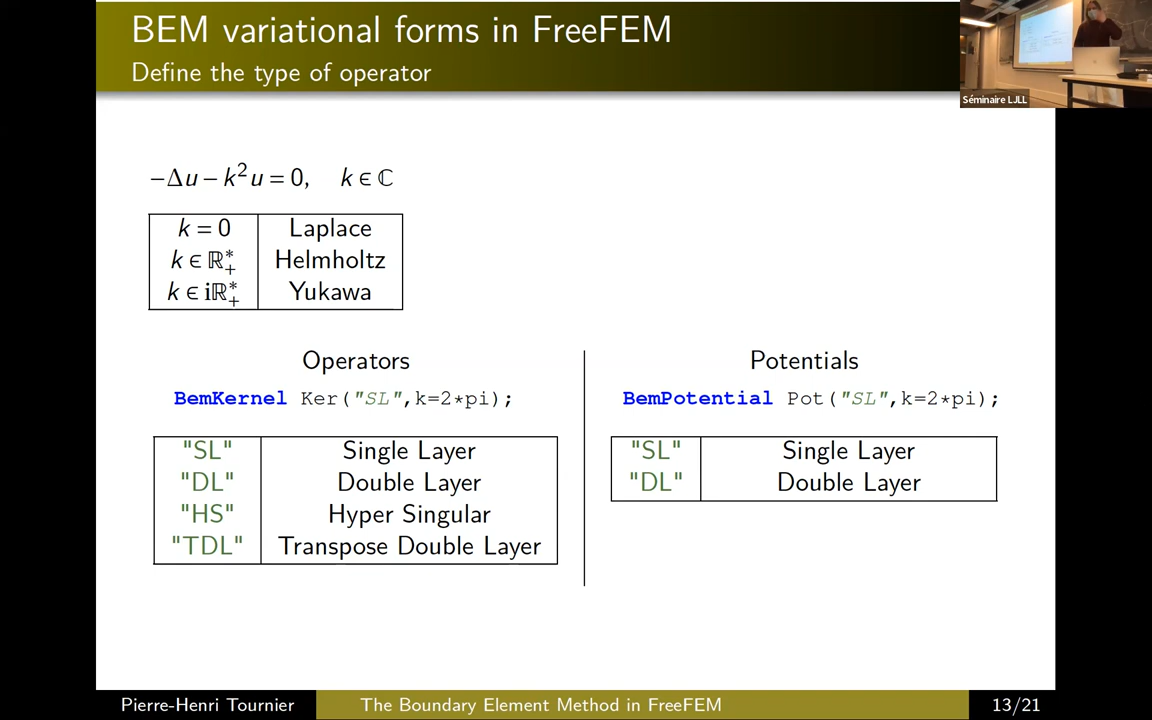 BEM variational forms in FreeFEM
Define the type of operator
Séminaire LJLL
−Δu − k²u = 0, k ∈ ℂ
k = 0 Laplace
k ∈ ℝ₊* Helmholtz
k ∈ iℝ₊* Yukawa
Operators
BemKernel Ker("SL",k=2*pi);
"SL" Single Layer
"DL" Double Layer
"HS" Hyper Singular
"TDL" Transpose Double Layer
Potentials
BemPotential Pot("SL",k=2*pi);
"SL" Single Layer
"DL" Double Layer
Pierre-Henri Tournier The Boundary Element Method in FreeFEM 13/21